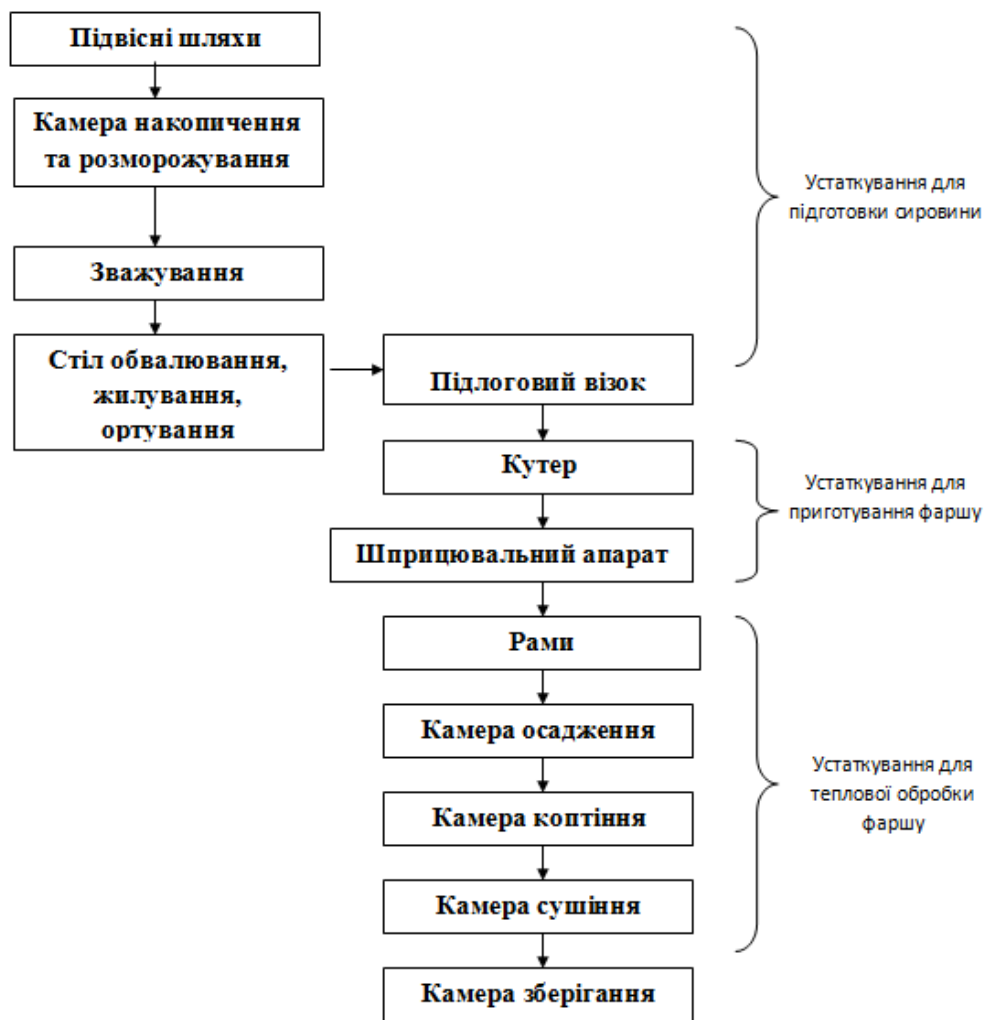 Підвісні шляхи
Камера накопичення
та розморожування
Зважування
Стіл обвалювання,
жилування,
ортування
Підлоговий візок
Кутер
Шприцювальний апарат
Рами
Камера осадження
Камера коптіння
Камера сушіння
Камера зберігання
Устаткування для
підготовки сировини
Устаткування для
приготування фаршу
Устаткування для
теплової обробки
фаршу